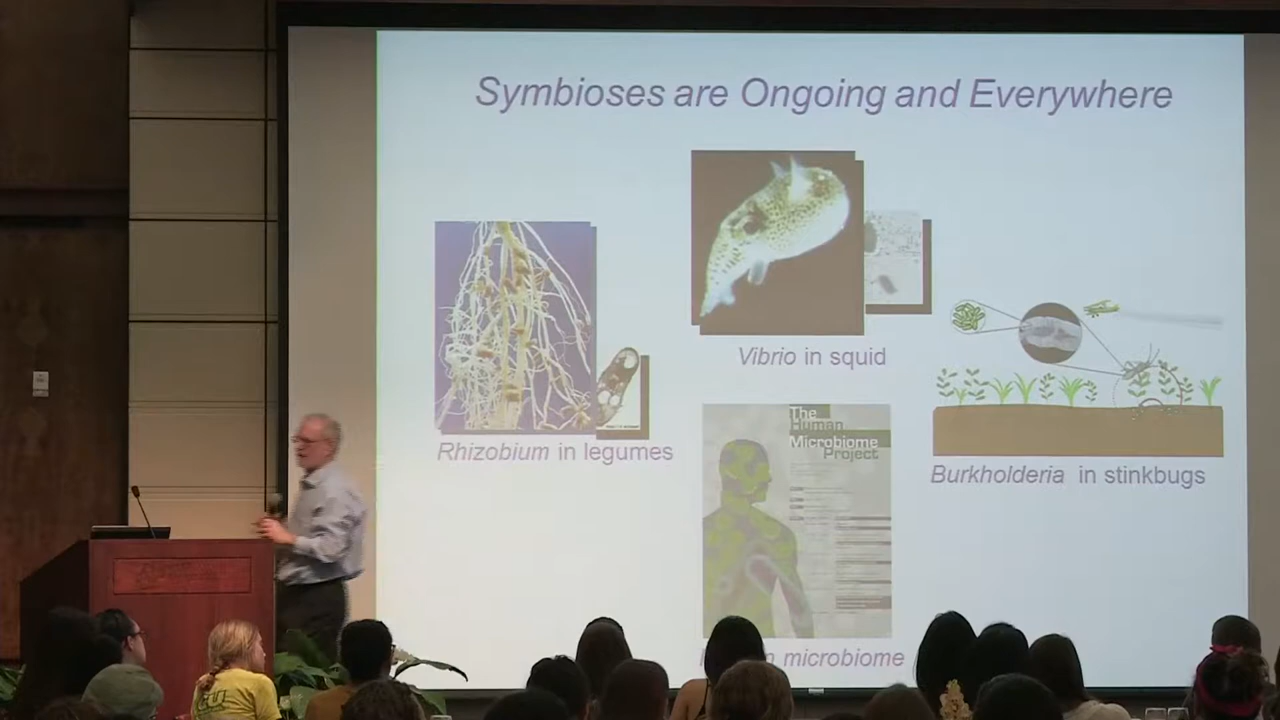 Symbioses are Ongoing and Everywhere
Vibrio in squid
Rhizobium in legumes
The
Human
Microbiome
Project
Burkholderia in stinkbugs
microbiome